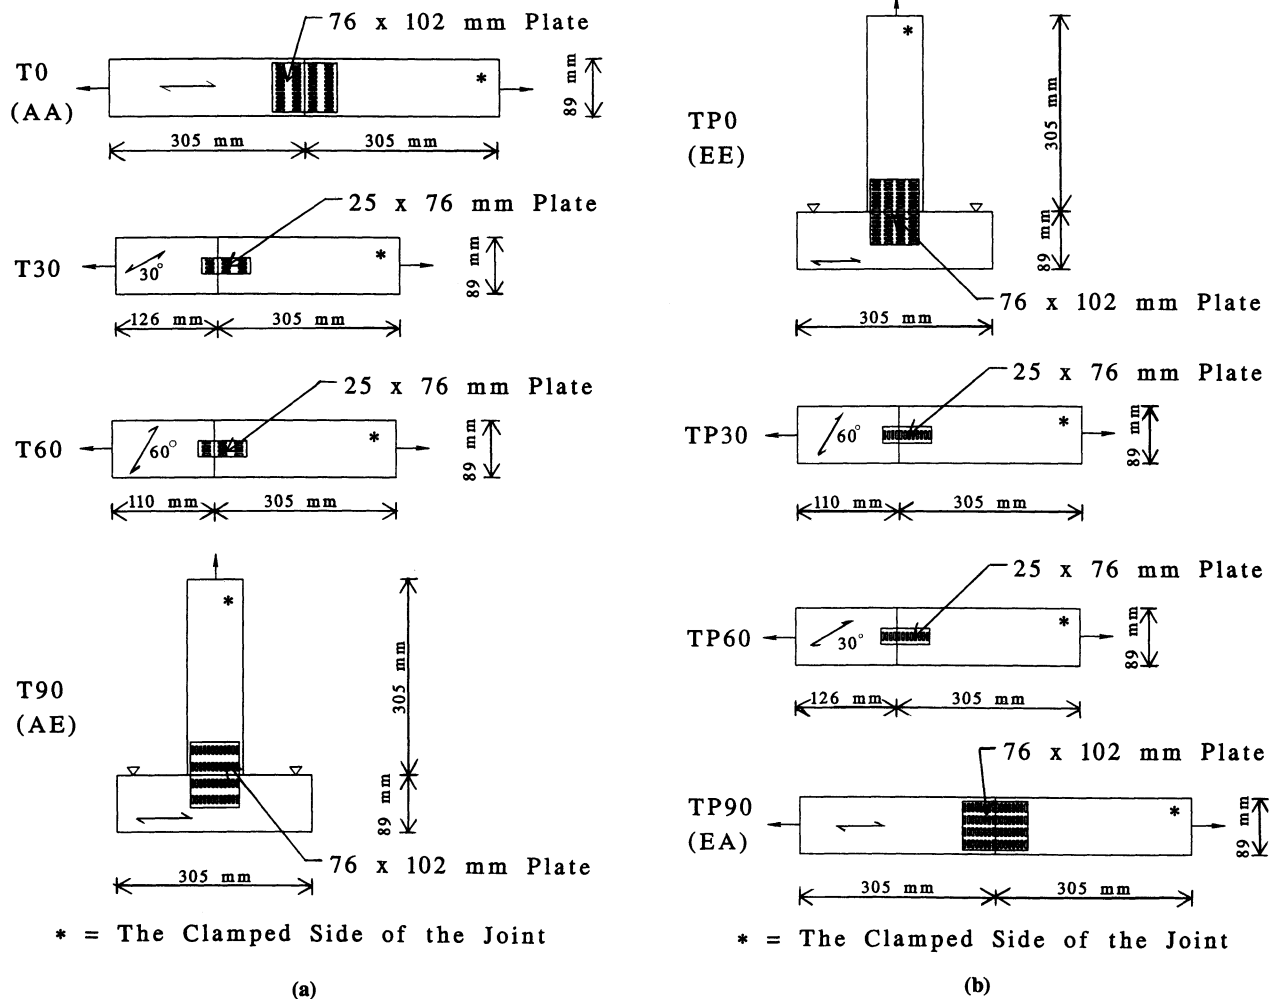 76 x 102 mm Plate
T0
(AA)
*
89 mm
305 mm
305 mm
25 x 76 mm Plate
T30
30°
*
89 mm
126 mm
305 mm
25 x 76 mm Plate
T60
60°
*
89 mm
110 mm
305 mm
T90
(AE)
*
305 mm
89 mm
76 x 102 mm Plate
305 mm
* = The Clamped Side of the Joint
(a)
TP0
(EE)
*
305 mm
89 mm
76 x 102 mm Plate
305 mm
25 x 76 mm Plate
TP30
60°
*
89 mm
110 mm
305 mm
25 x 76 mm Plate
TP60
30°
*
89 mm
126 mm
305 mm
76 x 102 mm Plate
TP90
(EA)
*
89 mm
305 mm
305 mm
* = The Clamped Side of the Joint
(b)